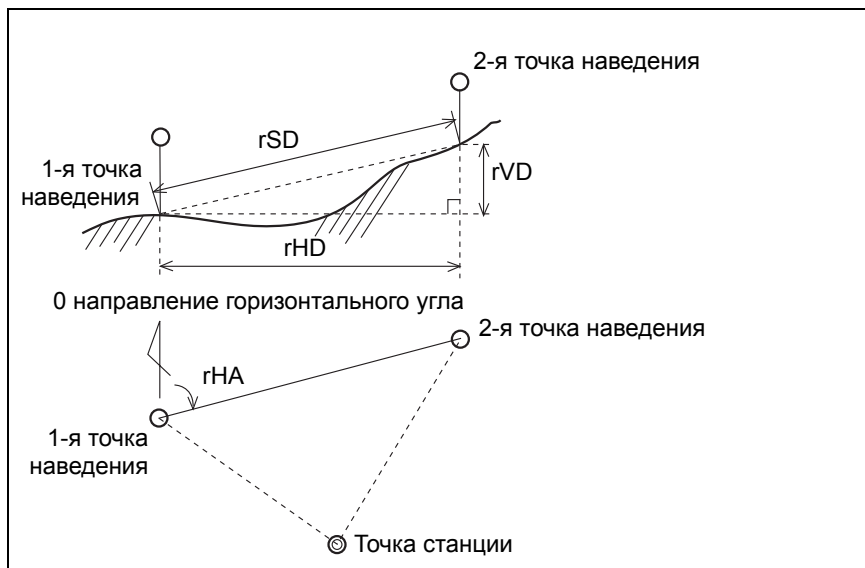 2-я точка наведения
rSD
1-я точка
наведения
rVD
rHD
0 направление горизонтального угла
2-я точка наведения
rHA
1-я точка
наведения
Точка станции